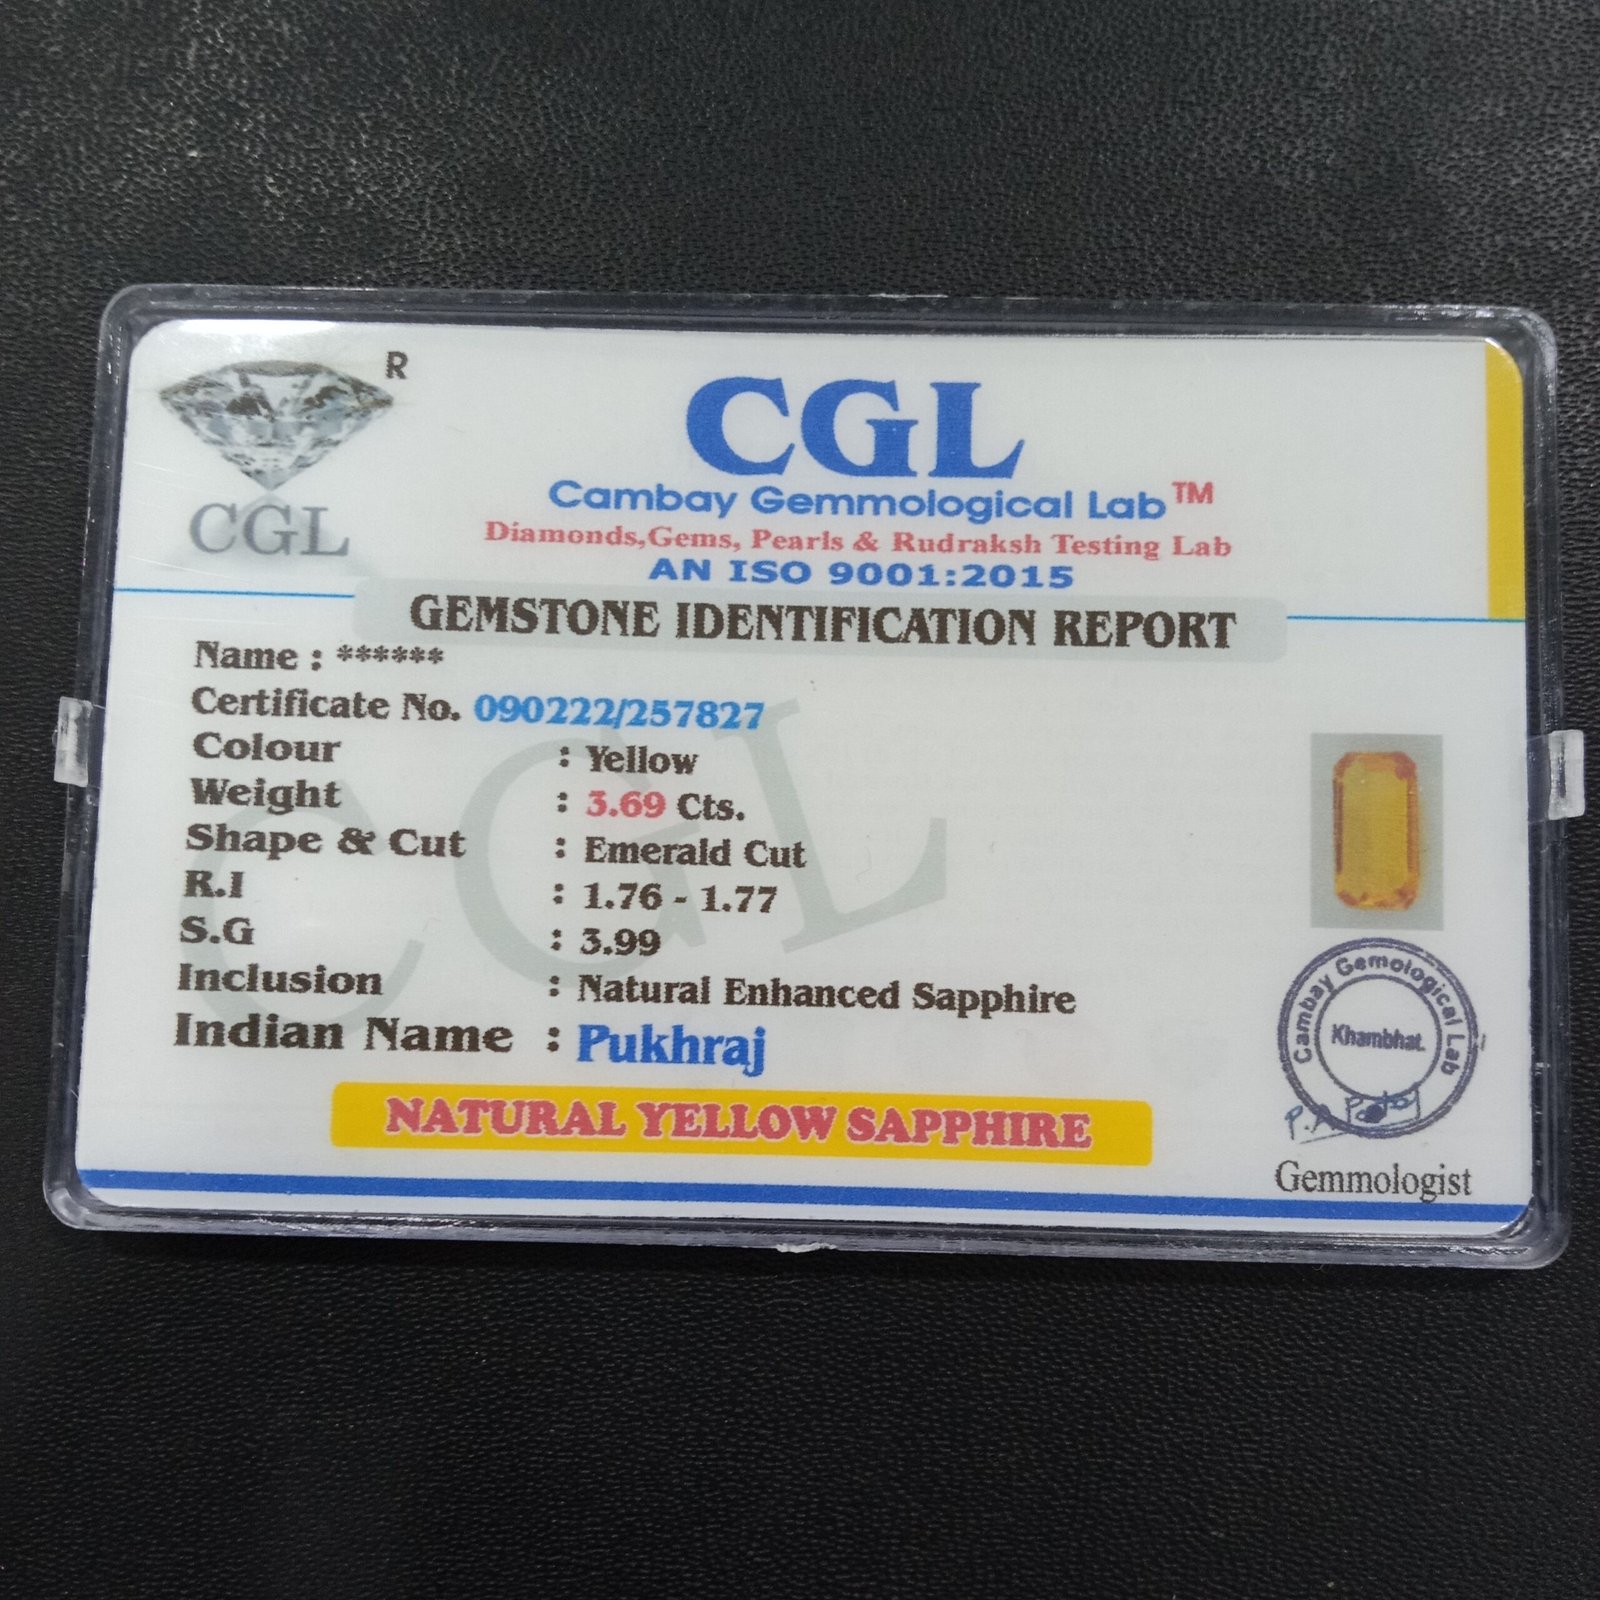 R
CGL
CGL
Cambay Gemmological Lab™
Diamonds,Gems, Pearls & Rudraksh Testing Lab
AN ISO 9001:2015
GEMSTONE IDENTIFICATION REPORT
Name : ******
Certificate No. 090222/257827
Colour : Yellow
Weight : 3.69 Cts.
Shape & Cut : Emerald Cut
R.I : 1.76 - 1.77
S.G : 3.99
Inclusion : Natural Enhanced Sapphire
Indian Name : Pukhraj
NATURAL YELLOW SAPPHIRE
CGL
Cambay Gemological Lab
Khambhat.
Gemmologist